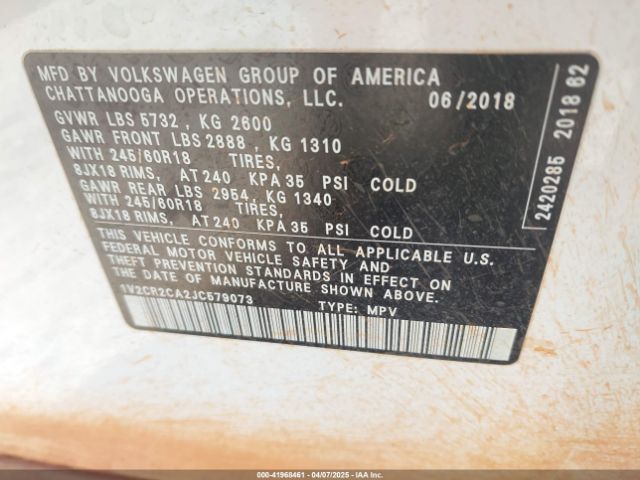 MFD BY VOLKSWAGEN GROUP OF AMERICA
CHATTANOOGA OPERATIONS, LLC. 06/2018
GVWR LBS 5732 , KG 2600
GAWR FRONT LBS 2888 , KG 1310
WITH 245/60R18 TIRES,
8JX18 RIMS, AT 240 KPA 35 PSI COLD
GAWR REAR LBS 2954, KG 1340
WITH 245/60R18 TIRES,
8JX18 RIMS, AT 240 KPA 35 PSI COLD
THIS VEHICLE CONFORMS TO ALL APPLICABLE U.S.
FEDERAL MOTOR VEHICLE SAFETY AND
THEFT PREVENTION STANDARDS IN EFFECT ON
THE DATE OF MANUFACTURE SHOWN ABOVE.
1V2CR2CA2JC579073 TYPE: MPV
2420285 2018 62
000-41968461 - 04/07/2025 - IAAI.COM